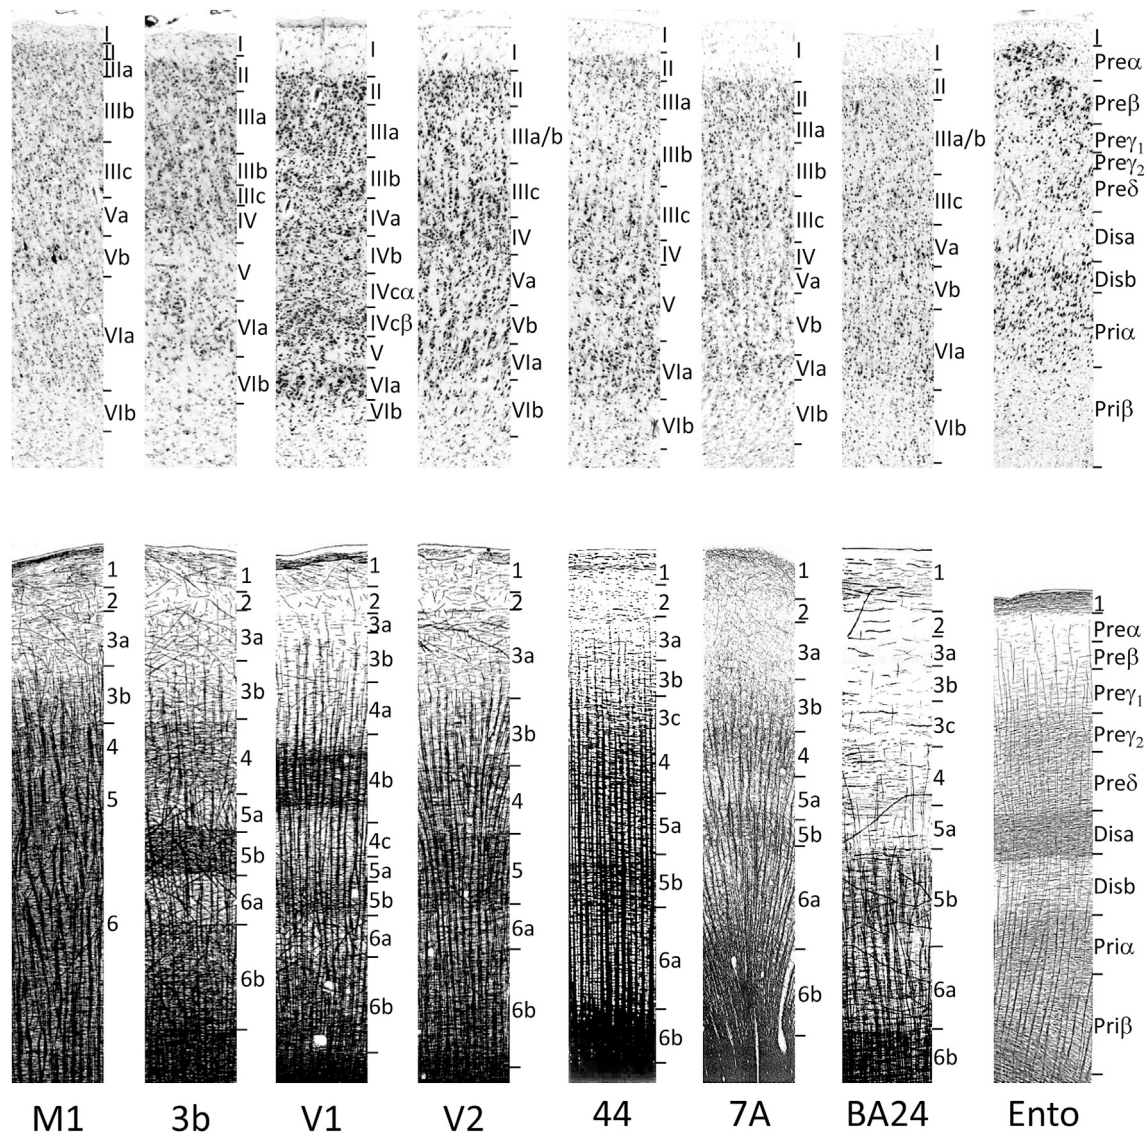 I
II
IIIa
IIIb
IIIc
Va
Vb
VIa
VIb
I
II
IIIa
IIIb
IIIc
IV
V
VIa
VIb
I
II
IIIa
IIIb
IVa
IVb
IVcα
IVcβ
V
VIa
VIb
I
II
IIIa/b
IIIc
IV
Va
Vb
VIa
VIb
I
II
IIIa
IIIb
IIIc
IV
V
VIa
VIb
I
II
IIIa
IIIb
IIIc
IV
Va
Vb
VIa
VIb
I
II
IIIa/b
IIIc
Va
Vb
VIa
VIb
I
Preα
Preβ
Preγ1
Preγ2
Preδ
Disa
Disb
Priα
Priβ
1
2
3a
3b
4
5
6
1
2
3a
3b
4
5a
5b
6a
6b
1
2
3a
3b
4a
4b
4c
5a
5b
6a
6b
1
2
3a
3b
4
5
6a
6b
1
2
3a
3b
3c
4
5a
5b
6a
6b
1
2
3a
3b
4
5a
5b
6a
6b
1
2
3a
3b
3c
4
5a
5b
6a
6b
1
Preα
Preβ
Preγ1
Preγ2
Preδ
Disa
Disb
Priα
Priβ
M1 3b V1 V2 44 7A BA24 Ento